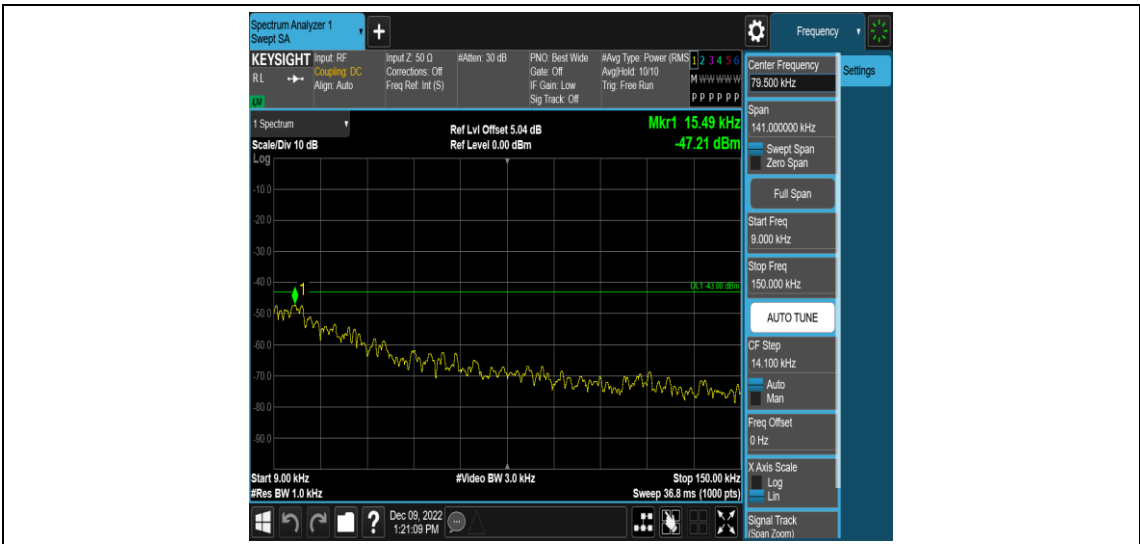 Spectrum Analyzer 1
Swept SA
+
Frequency
KEYSIGHT
RL
LNI
Input: RF
Coupling: DC
Align: Auto
Input Z: 50 Ω
Corrections: Off
Freq Ref: Int (S)
#Atten: 30 dB
PNO: Best Wide
Gate: Off
IF Gain: Low
Sig Track: Off
#Avg Type: Power (RMS
Avg|Hold: 10/10
Trig: Free Run
1 2 3 4 5 6
M W W W W W
P P P P P P
1 Spectrum
Scale/Div 10 dB
Ref Lvl Offset 5.04 dB
Ref Level 0.00 dBm
Mkr1 15.49 kHz
-47.21 dBm
Log
-10.0
-20.0
-30.0
-40.0
-50.0
-60.0
-70.0
-80.0
-90.0
1
DL1 -43.00 dBm
Start 9.00 kHz
#Res BW 1.0 kHz
#Video BW 3.0 kHz
Stop 150.00 kHz
Sweep 36.8 ms (1000 pts)
?
Dec 09, 2022
1:21:09 PM
Center Frequency
79.500 kHz
Settings
Span
141.000000 kHz
Swept Span
Zero Span
Full Span
Start Freq
9.000 kHz
Stop Freq
150.000 kHz
AUTO TUNE
CF Step
14.100 kHz
Auto
Man
Freq Offset
0 Hz
X Axis Scale
Log
Lin
Signal Track
(Span Zoom)